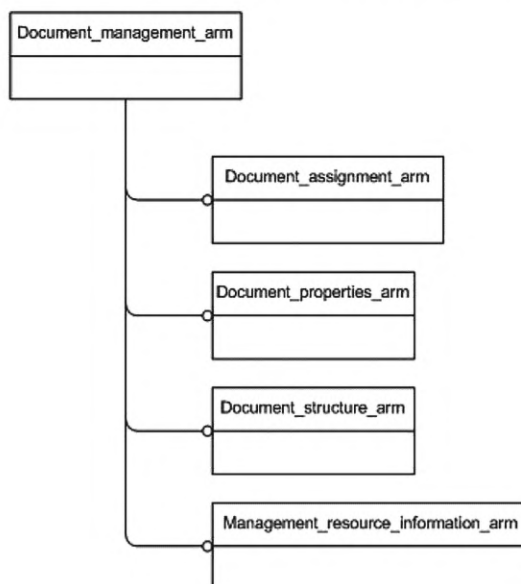 Document_management_arm
Document_assignment_arm
Document_properties_arm
Document_structure_arm
Management_resource_information_arm